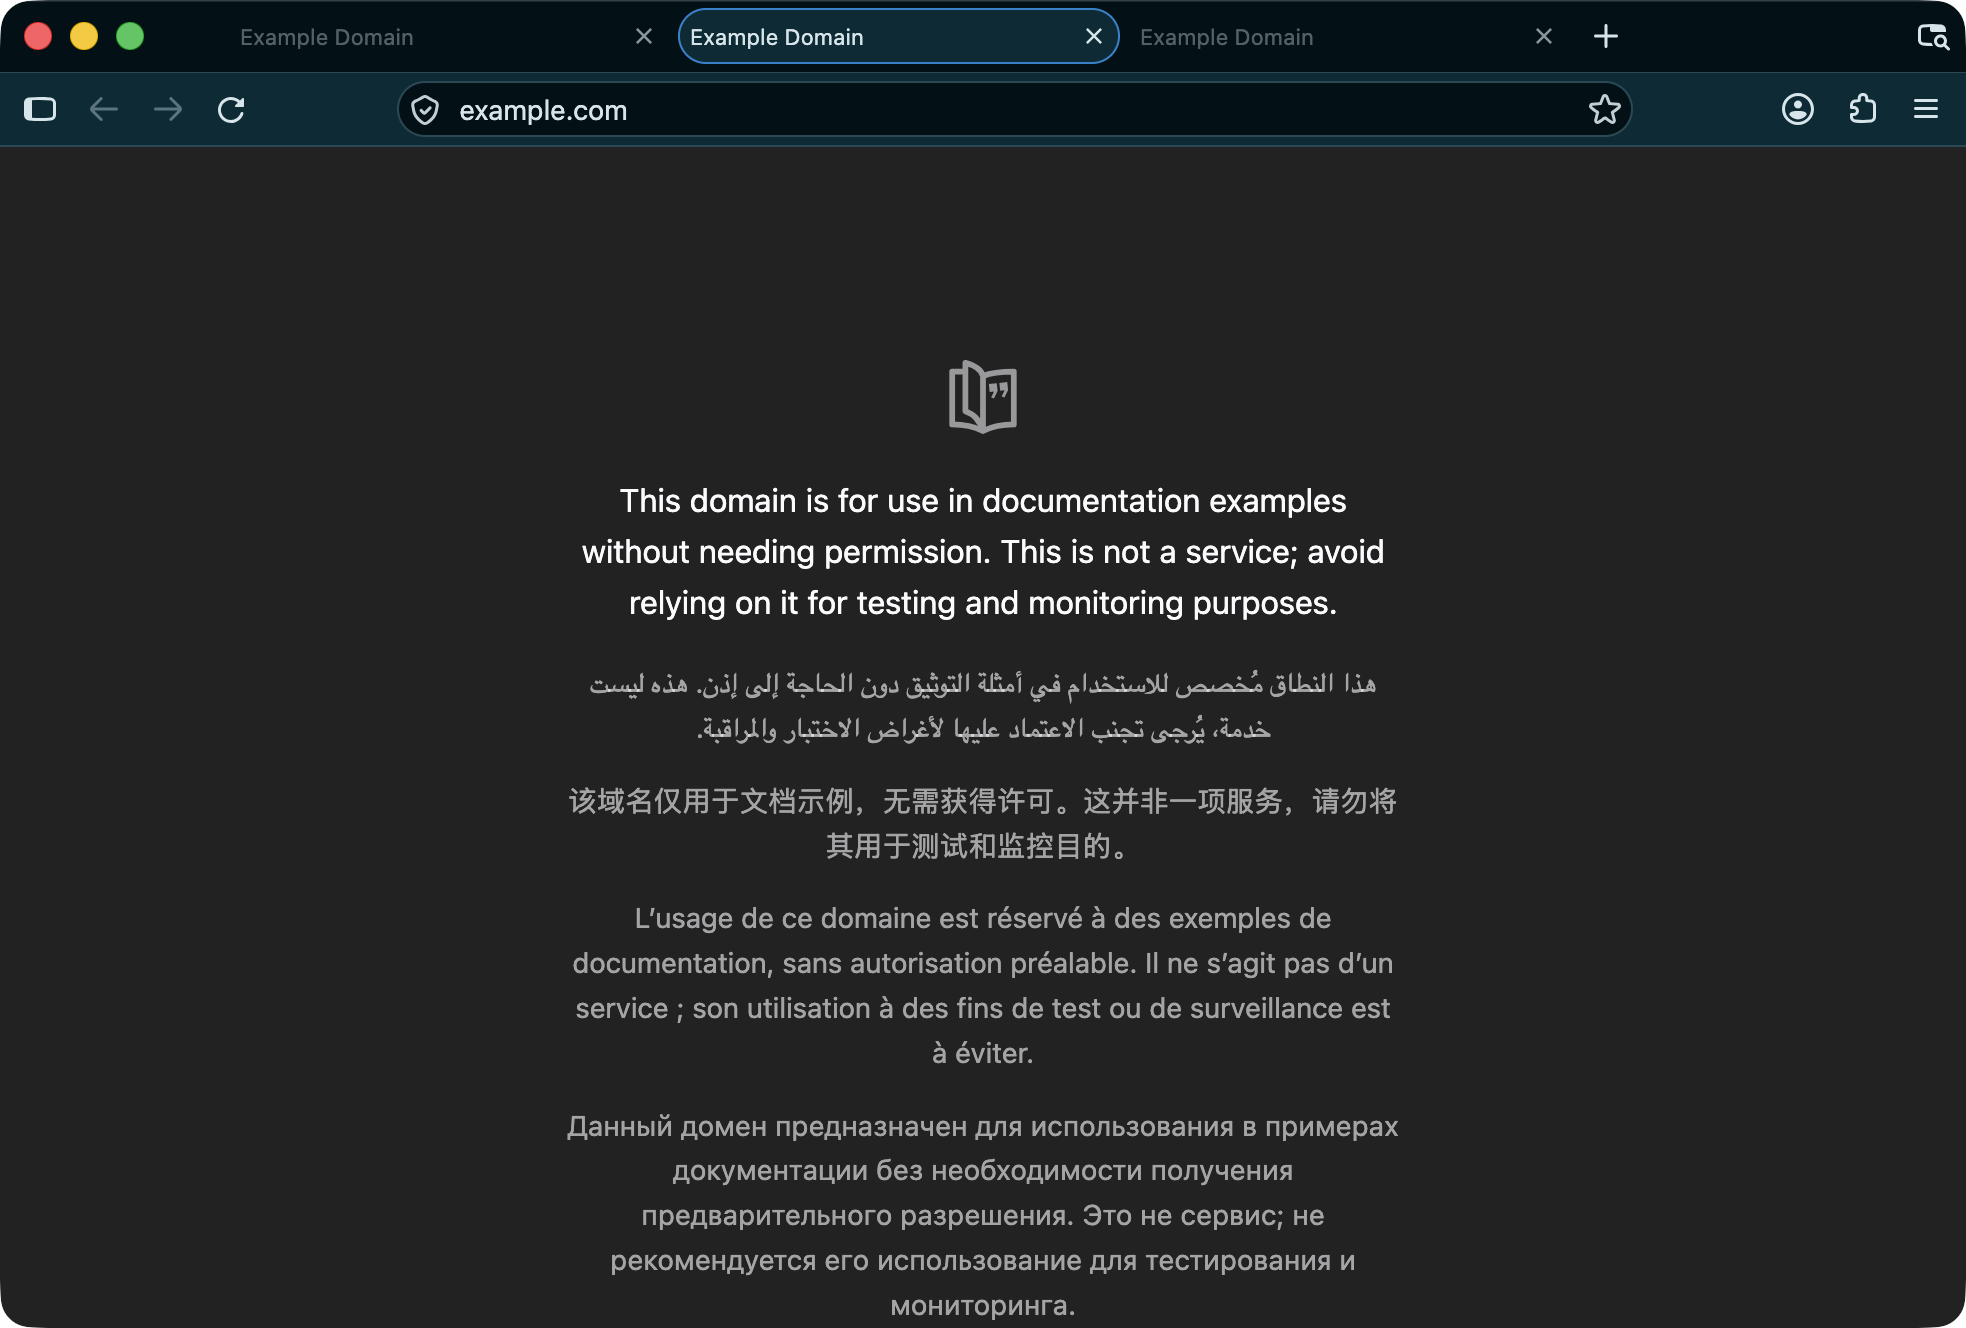 Example Domain
Example Domain
Example Domain
example.com
This domain is for use in documentation examples
without needing permission. This is not a service; avoid
relying on it for testing and monitoring purposes.
هذا النطاق مُخصص للاستخدام في أمثلة التوثيق دون الحاجة إلى إذن. هذه ليست
خدمة، يُرجى تجنب الاعتماد عليها لأغراض الاختبار والمراقبة.
该域名仅用于文档示例，无需获得许可。这并非一项服务，请勿将
其用于测试和监控目的。
L’usage de ce domaine est réservé à des exemples de
documentation, sans autorisation préalable. Il ne s’agit pas d’un
service ; son utilisation à des fins de test ou de surveillance est
à éviter.
Данный домен предназначен для использования в примерах
документации без необходимости получения
предварительного разрешения. Это не сервис; не
рекомендуется его использование для тестирования и
мониторинга.